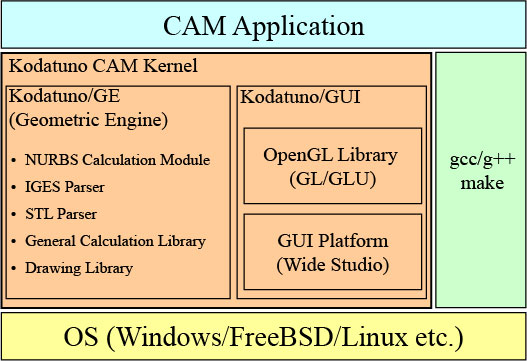 CAM Application
Kodatuno CAM Kernel
Kodatuno/GE
(Geometric Engine)
• NURBS Calculation Module
• IGES Parser
• STL Parser
• General Calculation Library
• Drawing Library
Kodatuno/GUI
OpenGL Library
(GL/GLU)
GUI Platform
(Wide Studio)
gcc/g++
make
OS (Windows/FreeBSD/Linux etc.)